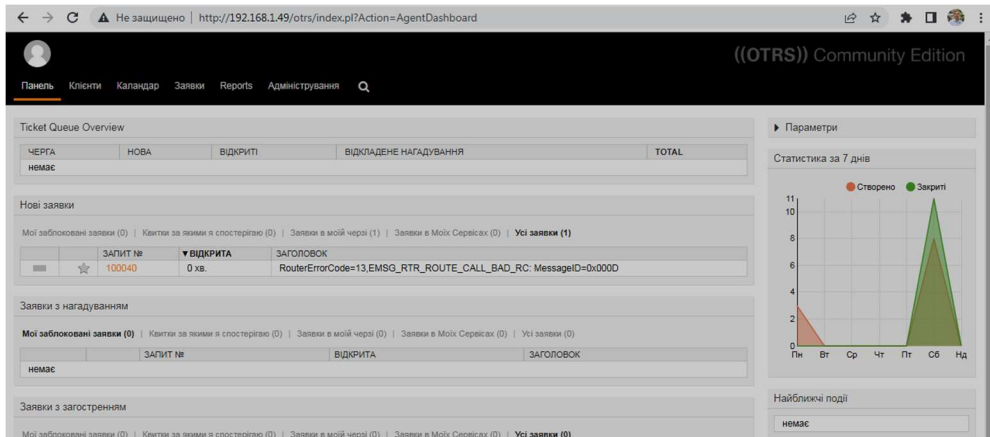 Не защищено | http://192.168.1.49/otrs/index.pl?Action=AgentDashboard
((OTRS)) Community Edition
Панель Клієнти Каландар Заявки Reports Адміністрування
Ticket Queue Overview
ЧЕРГА НОВА ВІДКРИТІ ВІДКЛАДЕНЕ НАГАДУВАННЯ TOTAL
немає
Нові заявки
Мої заблоковані заявки (0) | Квитки за якими я спостерігаю (0) | Заявки в моїй черзі (1) | Заявки в Моїх Сервісах (0) | Усі заявки (1)
ЗАПИТ № ▼ВІДКРИТА ЗАГОЛОВОК
100040 0 хв. RouterErrorCode=13,EMSG_RTR_ROUTE_CALL_BAD_RC: MessageID=0x000D
Заявки з нагадуванням
Мої заблоковані заявки (0) | Квитки за якими я спостерігаю (0) | Заявки в моїй черзі (0) | Заявки в Моїх Сервісах (0) | Усі заявки (0)
ЗАПИТ № ВІДКРИТА ЗАГОЛОВОК
немає
Заявки з загостренням
Мої заблоковані заявки (0) | Квитки за якими я спостерігаю (0) | Заявки в моїй черзі (0) | Заявки в Моїх Сервісах (0) | Усі заявки (0)
Параметри
Статистика за 7 днів
Створено Закриті
11
10
8
6
4
2
0
Пн Вт Ср Чт Пт Сб Нд
Найближчі події
немає